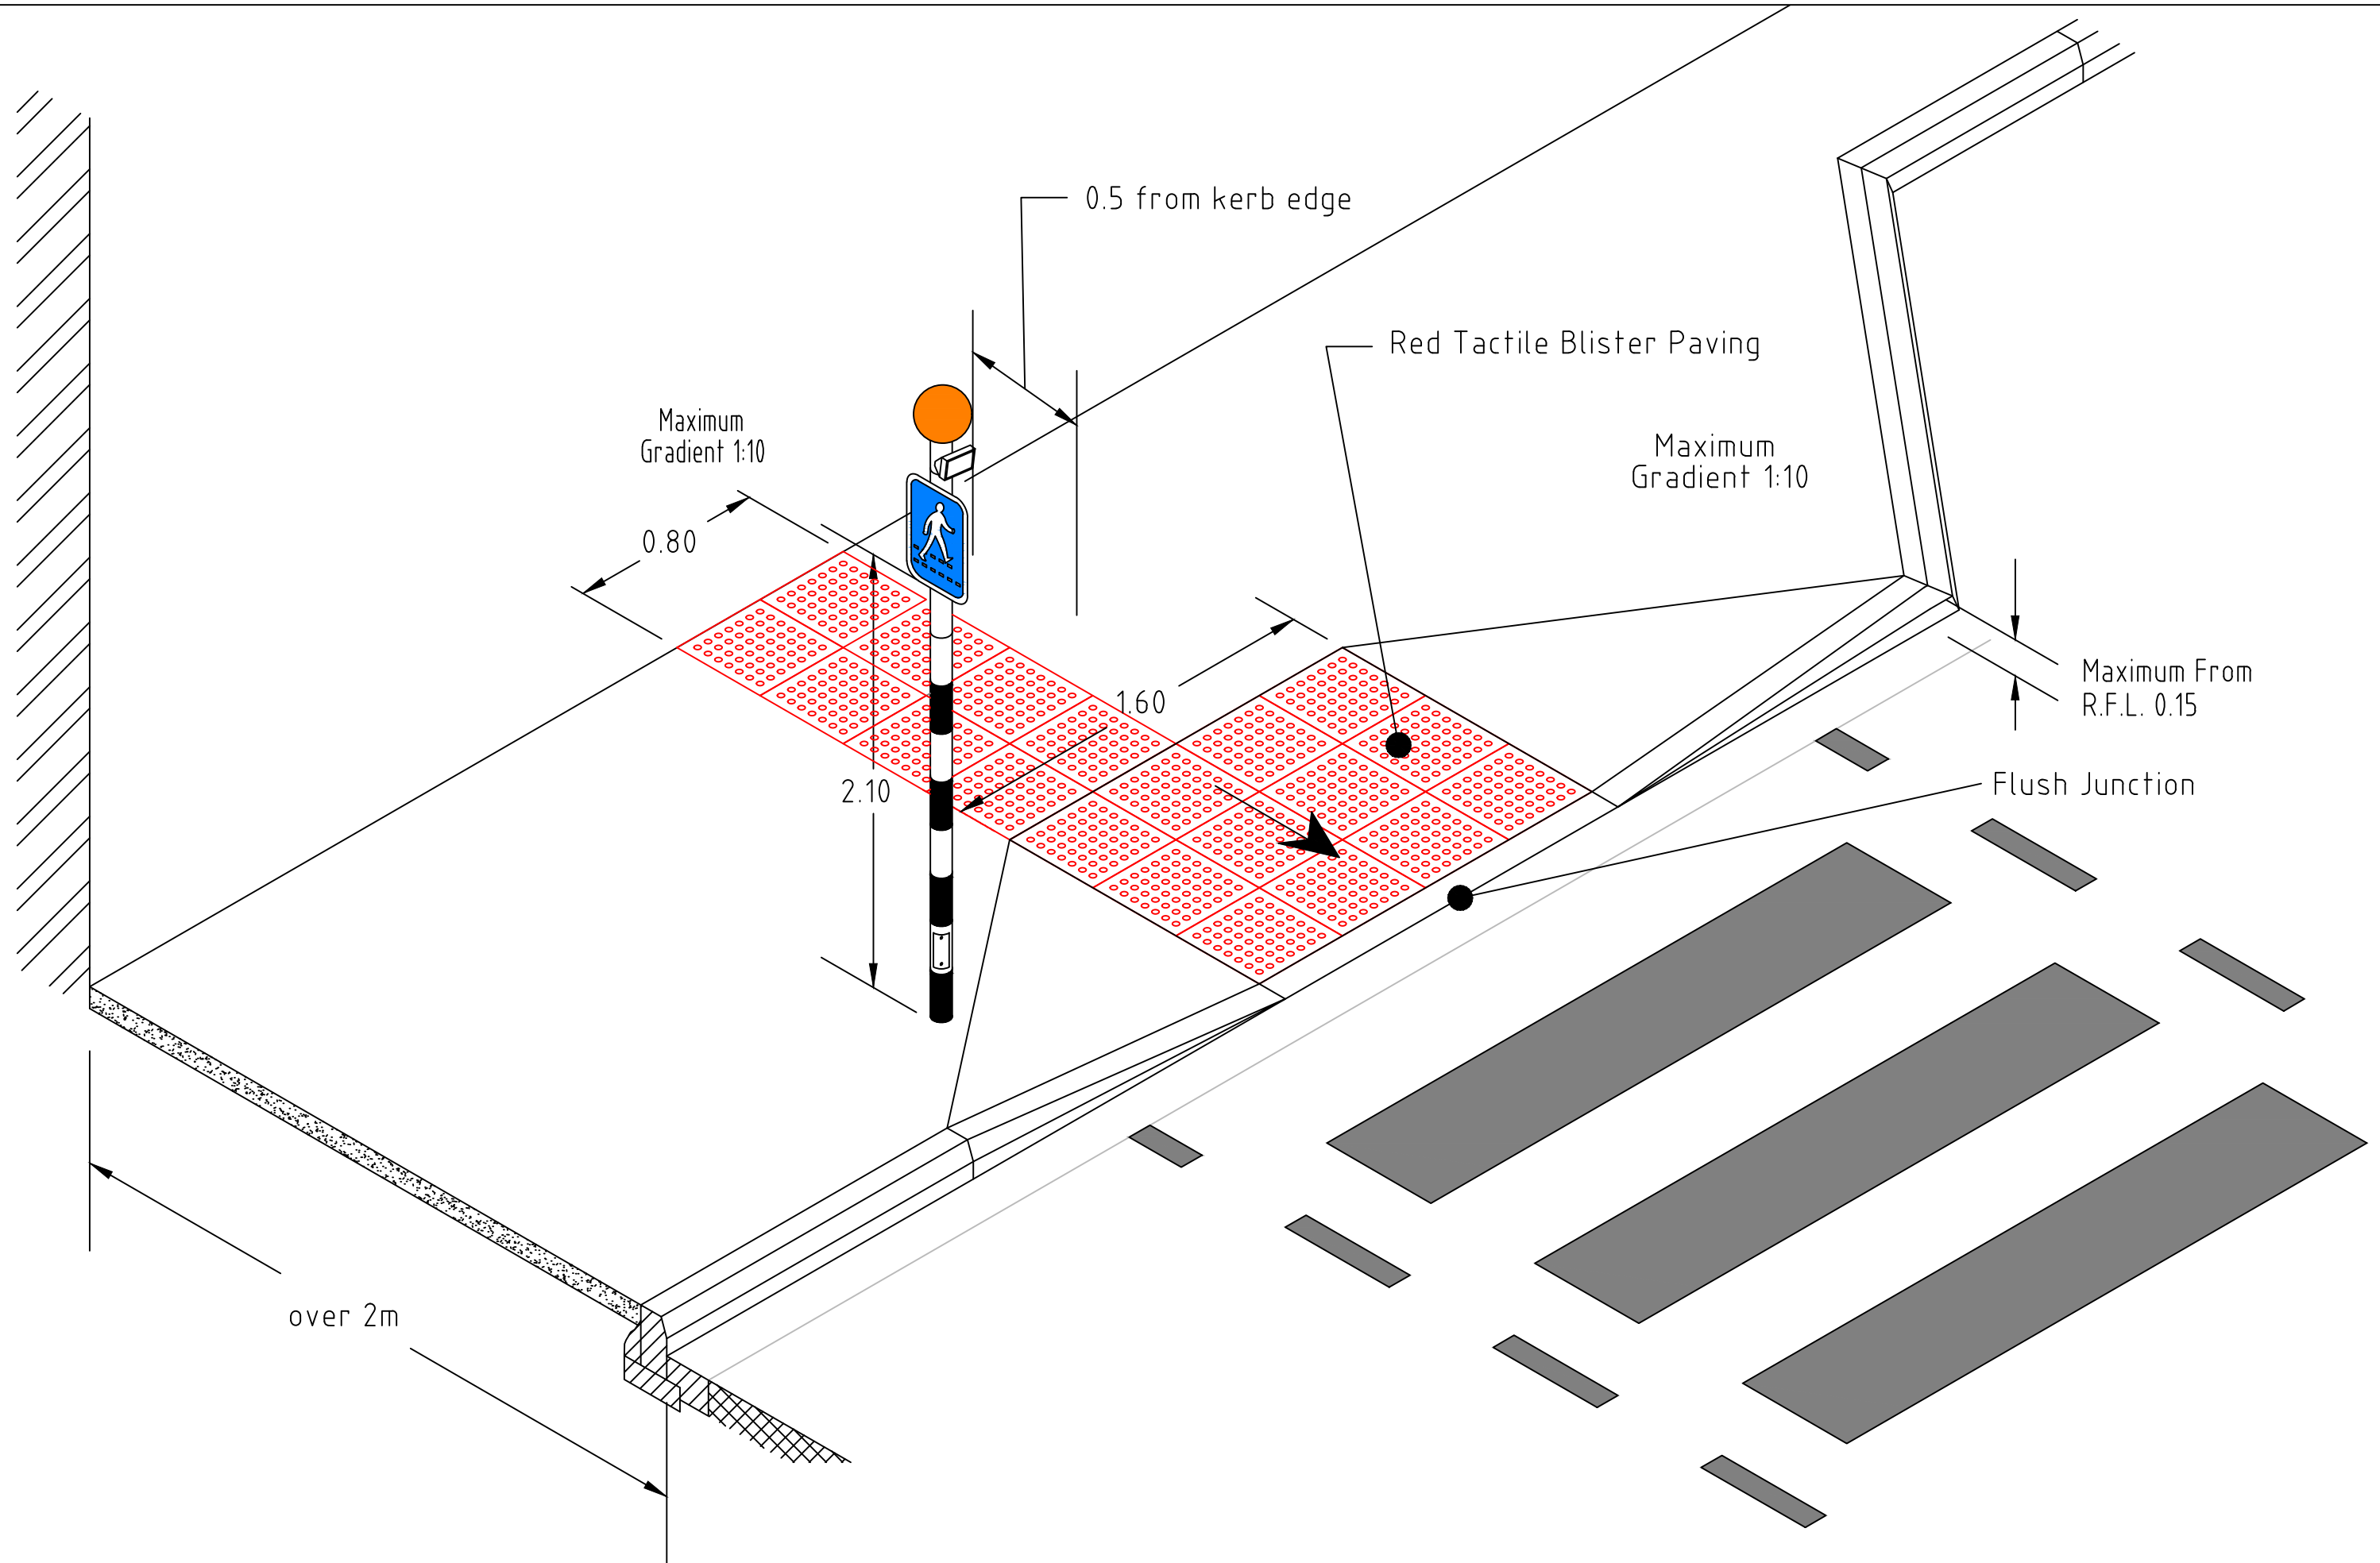 0.5 from kerb edge
Red Tactile Blister Paving
Maximum
Gradient 1:10
Maximum
Gradient 1:10
0.80
1.60
Maximum From
R.F.L. 0.15
2.10
Flush Junction
over 2m